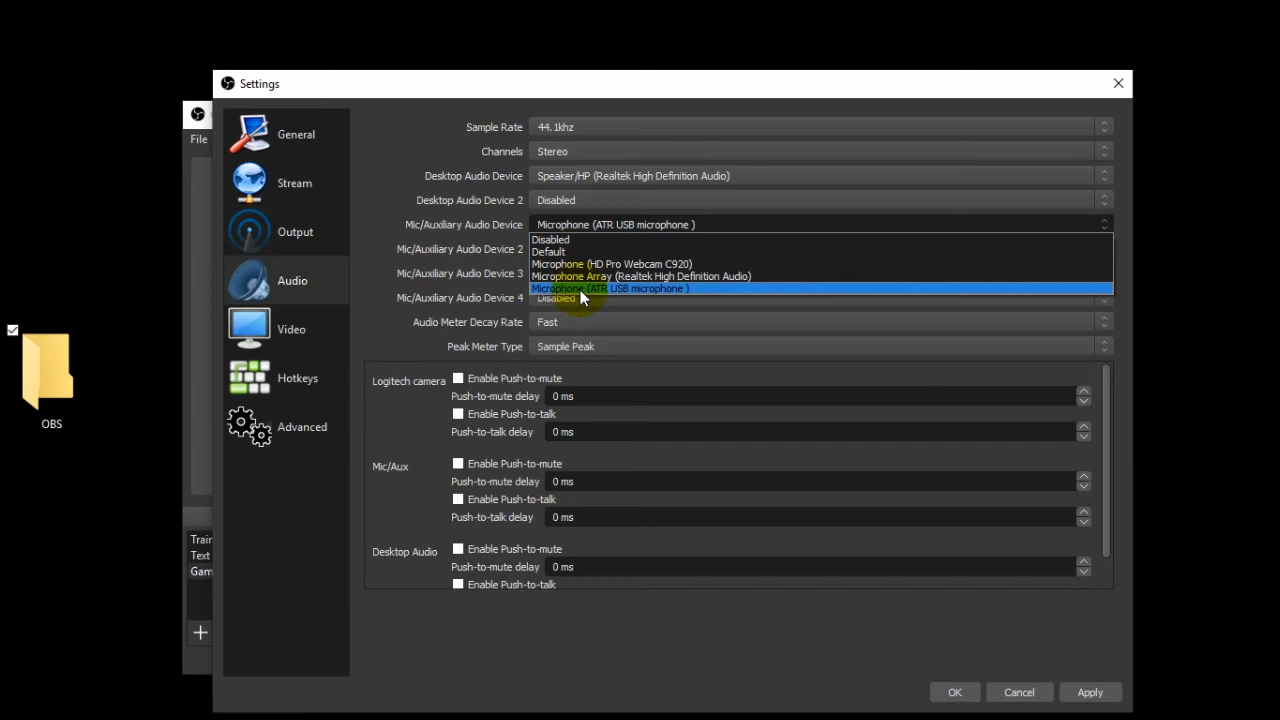 Settings
File
General
Stream
Output
Audio
Video
Hotkeys
Advanced
OBS
Sample Rate 44.1khz
Channels Stereo
Desktop Audio Device Speaker/HP (Realtek High Definition Audio)
Desktop Audio Device 2 Disabled
Mic/Auxiliary Audio Device Microphone (ATR USB microphone )
Disabled
Default
Mic/Auxiliary Audio Device 2
Microphone (HD Pro Webcam C920)
Mic/Auxiliary Audio Device 3
Microphone Array (Realtek High Definition Audio)
Microphone (ATR USB microphone )
Mic/Auxiliary Audio Device 4 Disabled
Audio Meter Decay Rate Fast
Peak Meter Type Sample Peak
Logitech camera Enable Push-to-mute
Push-to-mute delay 0 ms
Enable Push-to-talk
Push-to-talk delay 0 ms
Mic/Aux Enable Push-to-mute
Push-to-mute delay 0 ms
Enable Push-to-talk
Push-to-talk delay 0 ms
Desktop Audio Enable Push-to-mute
Push-to-mute delay 0 ms
Enable Push-to-talk
Text
OK Cancel Apply